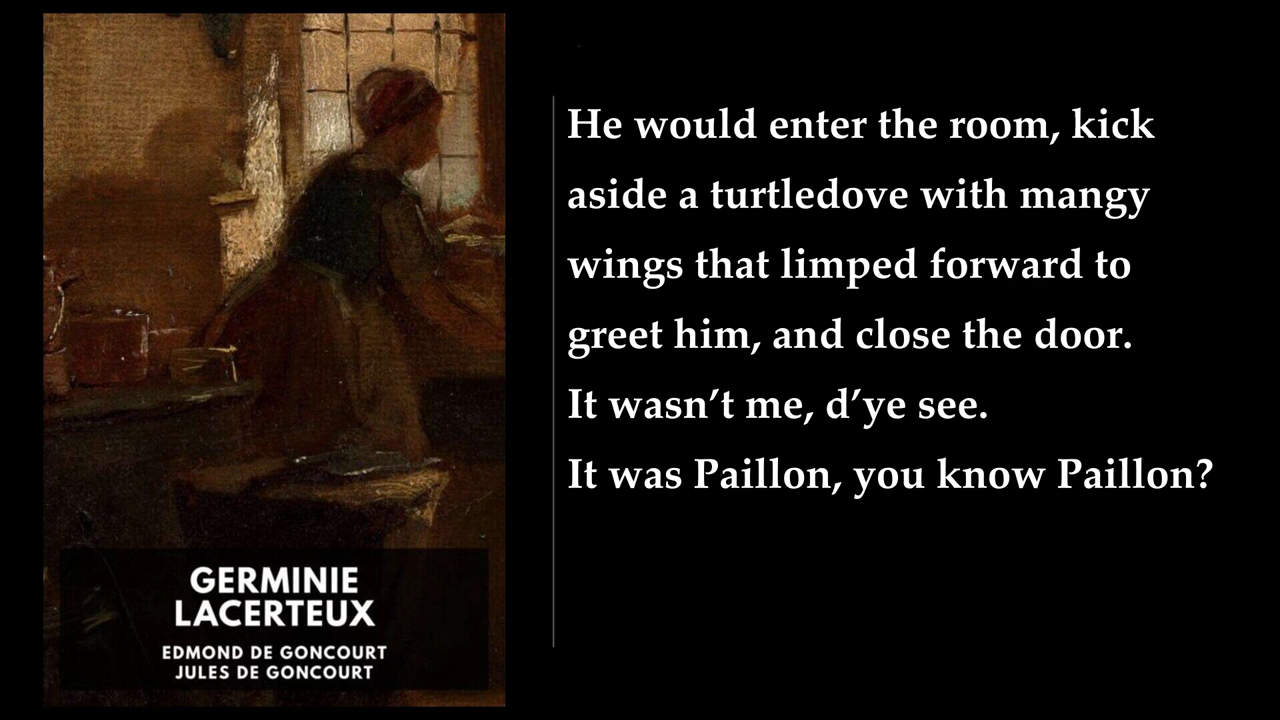 He would enter the room, kick
aside a turtledove with mangy
wings that limped forward to
greet him, and close the door.
It wasn’t me, d’ye see.
It was Paillon, you know Paillon?
GERMINIE
LACERTEUX
EDMOND DE GONCOURT
JULES DE GONCOURT